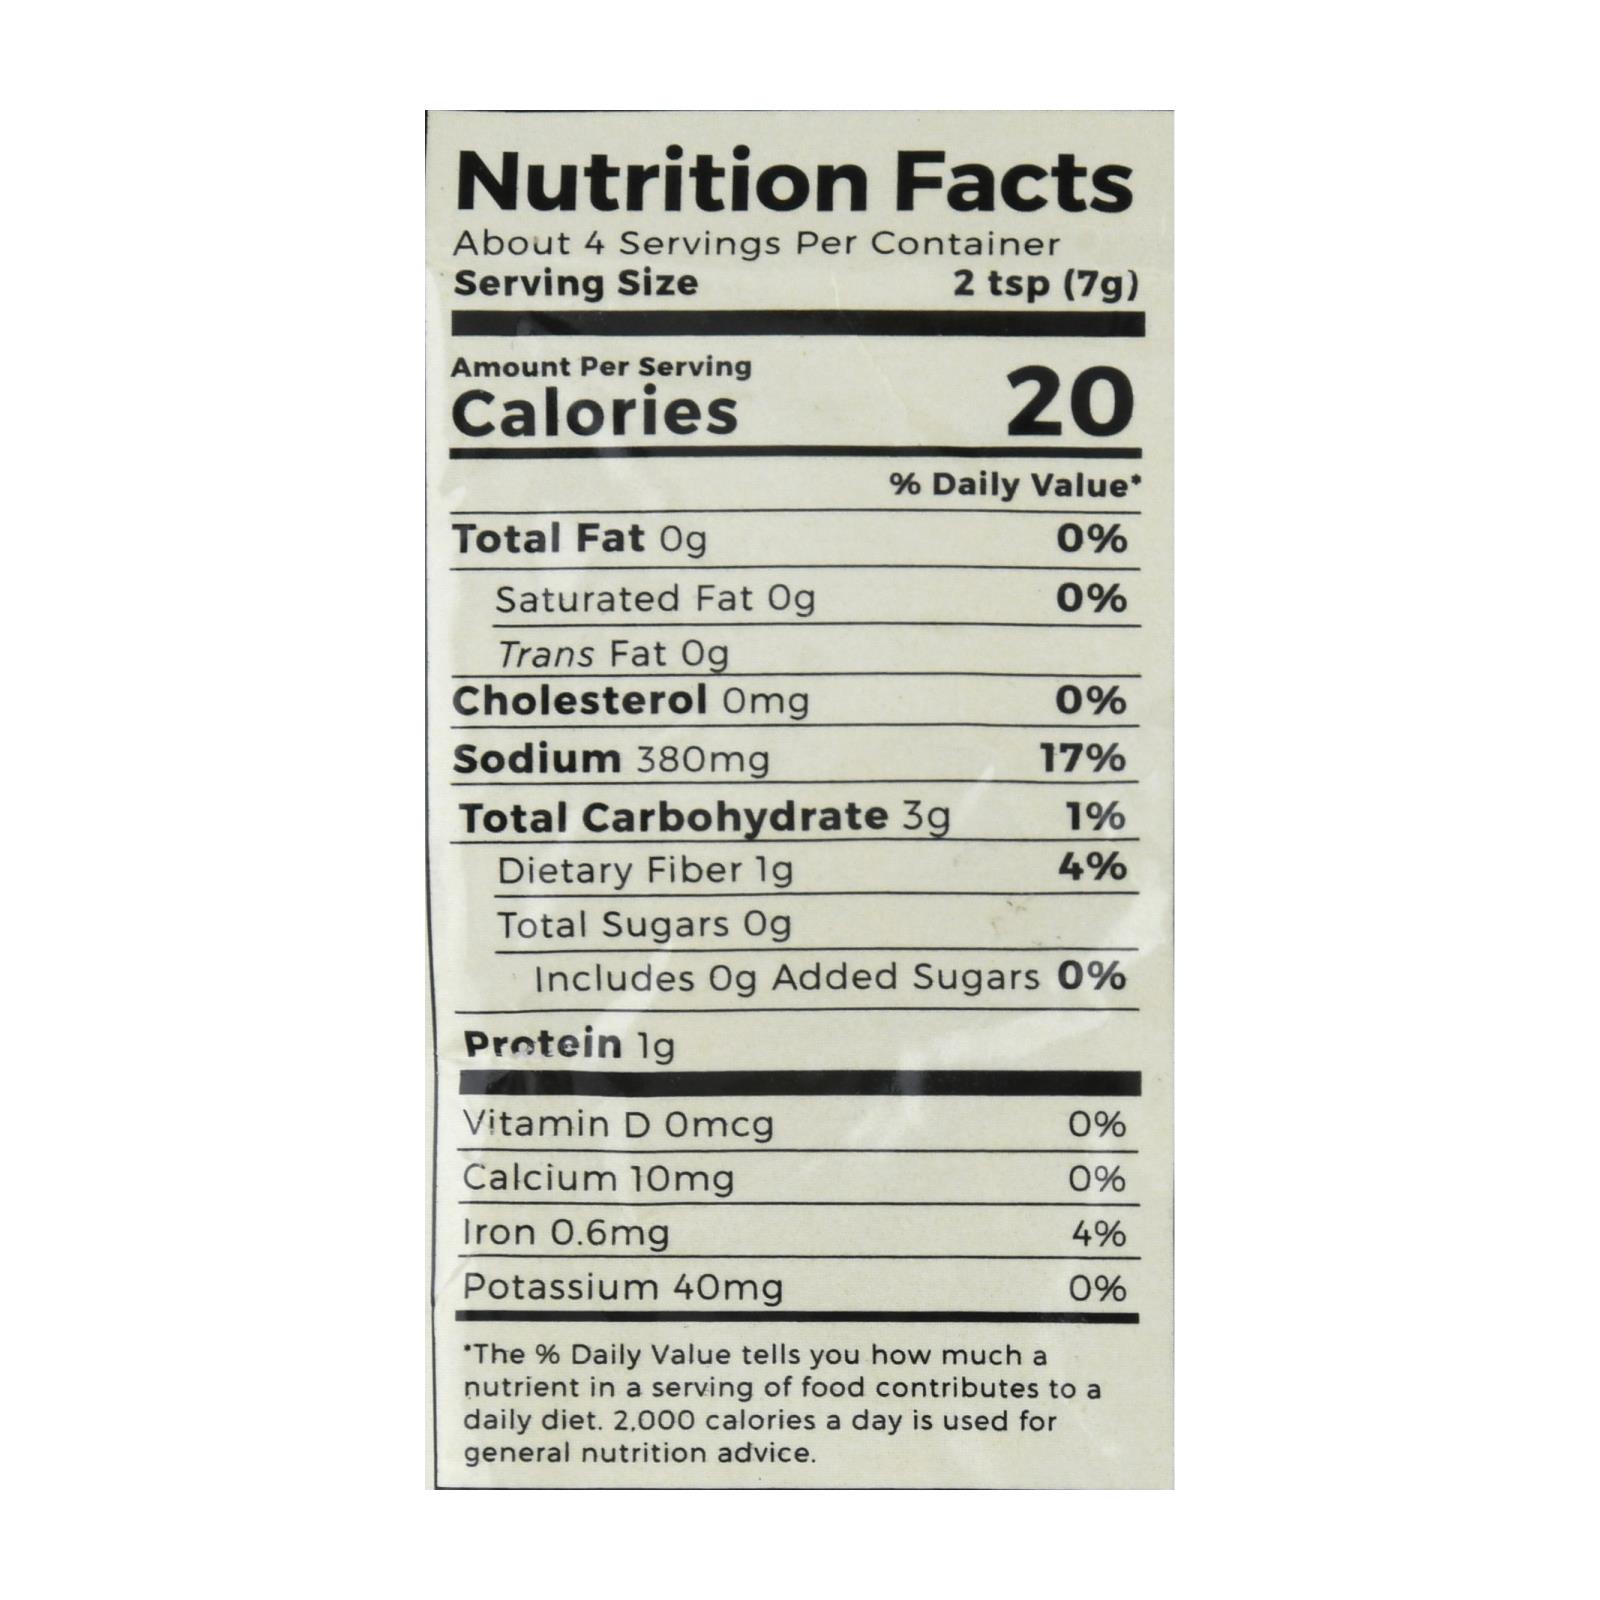 Nutrition Facts
About 4 Servings Per Container
Serving Size 2 tsp (7g)
Amount Per Serving
Calories 20
% Daily Value*
Total Fat 0g 0%
Saturated Fat 0g 0%
Trans Fat 0g
Cholesterol 0mg 0%
Sodium 380mg 17%
Total Carbohydrate 3g 1%
Dietary Fiber 1g 4%
Total Sugars 0g
Includes 0g Added Sugars 0%
Protein 1g
Vitamin D 0mcg 0%
Calcium 10mg 0%
Iron 0.6mg 4%
Potassium 40mg 0%
*The % Daily Value tells you how much a
nutrient in a serving of food contributes to a
daily diet. 2,000 calories a day is used for
general nutrition advice.